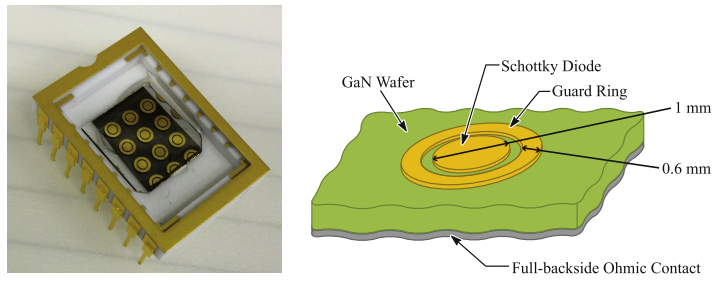 Schottky Diode
GaN Wafer
Guard Ring
1 mm
0.6 mm
Full-backside Ohmic Contact